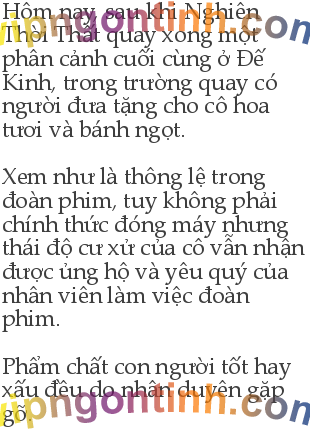 Hôm nay, sau khi Nghiên
Thời Thất quay xong một
phân cảnh cuối cùng ở Đế
Kinh, trong trường quay có
người đưa tặng cho cô hoa
tươi và bánh ngọt.
Xem như là thông lệ trong
đoàn phim, tuy không phải
chính thức đóng máy nhưng
thái độ cư xử của cô vẫn nhận
được ủng hộ và yêu quý của
nhân viên làm việc đoàn
phim.
Phẩm chất con người tốt hay
xấu đều do nhân duyên gặp
gỡ.
vipngontinh.com
vipngontinh.com